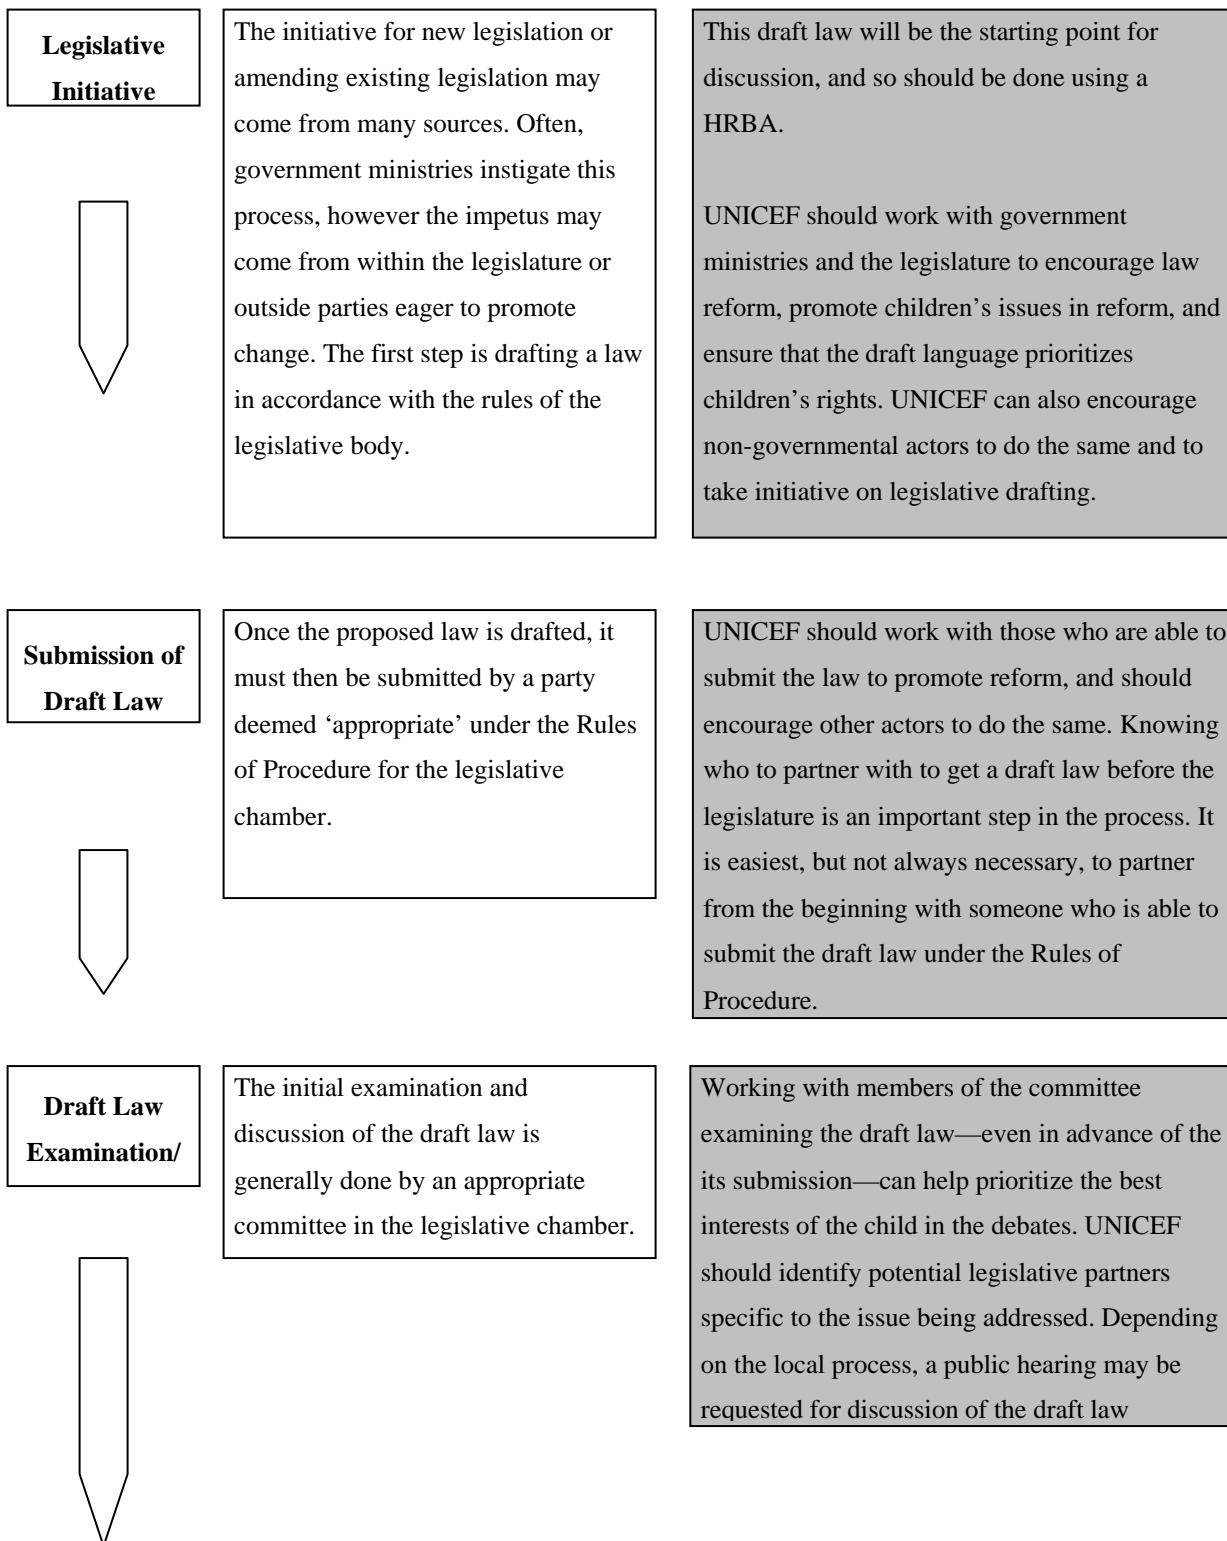 Legislative
Initiative
The initiative for new legislation or
amending existing legislation may
come from many sources. Often,
government ministries instigate this
process, however the impetus may
come from within the legislature or
outside parties eager to promote
change. The first step is drafting a law
in accordance with the rules of the
legislative body.
This draft law will be the starting point for
discussion, and so should be done using a
HRBA.
UNICEF should work with government
ministries and the legislature to encourage law
reform, promote children’s issues in reform, and
ensure that the draft language prioritizes
children’s rights. UNICEF can also encourage
non-governmental actors to do the same and to
take initiative on legislative drafting.
Submission of
Draft Law
Once the proposed law is drafted, it
must then be submitted by a party
deemed ‘appropriate’ under the Rules
of Procedure for the legislative
chamber.
UNICEF should work with those who are able to
submit the law to promote reform, and should
encourage other actors to do the same. Knowing
who to partner with to get a draft law before the
legislature is an important step in the process. It
is easiest, but not always necessary, to partner
from the beginning with someone who is able to
submit the draft law under the Rules of
Procedure.
Draft Law
Examination/
The initial examination and
discussion of the draft law is
generally done by an appropriate
committee in the legislative chamber.
Working with members of the committee
examining the draft law—even in advance of the
its submission—can help prioritize the best
interests of the child in the debates. UNICEF
should identify potential legislative partners
specific to the issue being addressed. Depending
on the local process, a public hearing may be
requested for discussion of the draft law